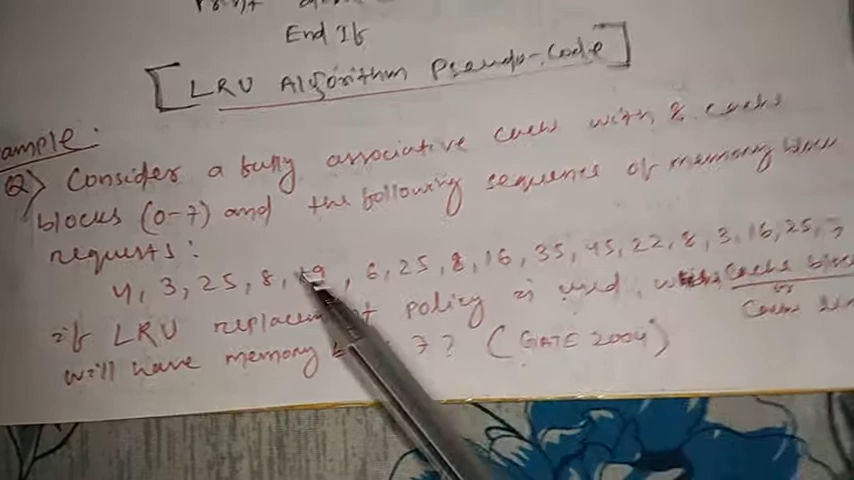 End If
[LRU Algorithm Pseudo-Code]
ample:
Q) Consider a fully associative cache with 8 cache
blocks (0-7) and the following sequence of memory block
requests:
4, 3, 25, 8, 19, 6, 25, 8, 16, 35, 45, 22, 8, 3, 16, 25, 7
if LRU replacement policy is used, which cache block
or
cache line
will have memory 7? (GATE 2004)